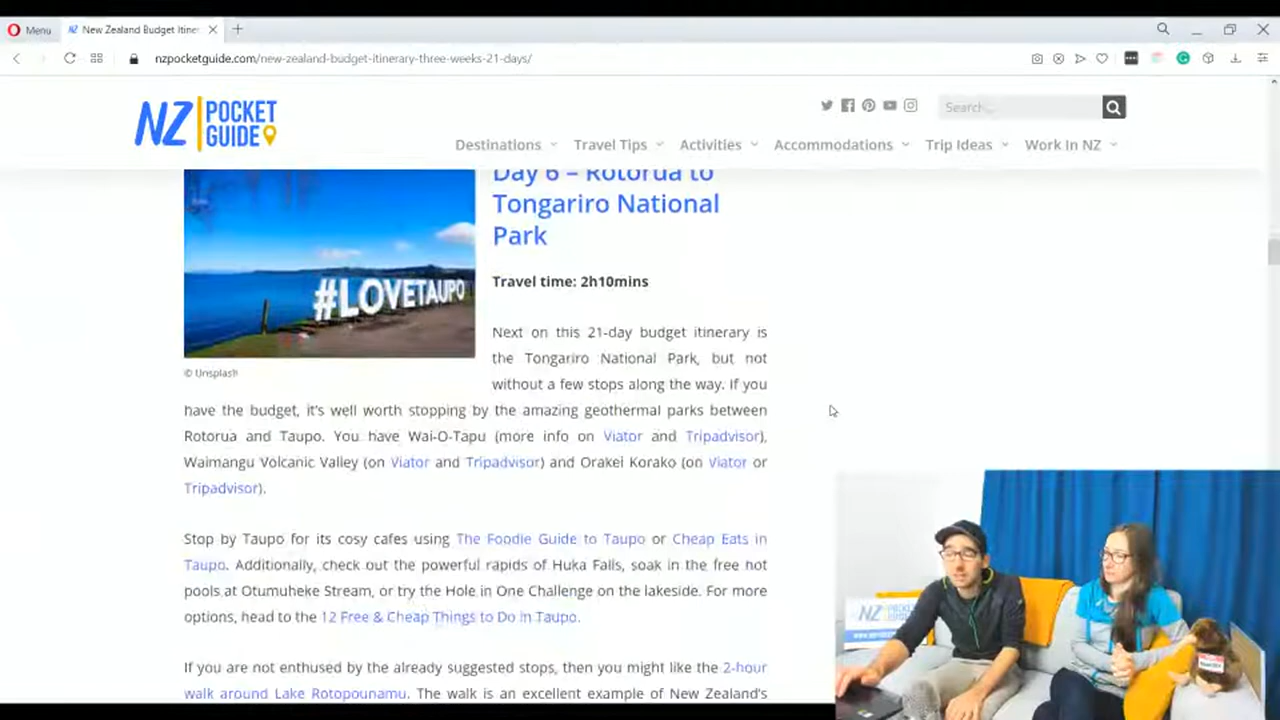 Menu
New Zealand Budget Itiner
nzpocketguide.com/new-zealand-budget-itinerary-three-weeks-21-days/
NZ POCKET GUIDE
Search...
Destinations
Travel Tips
Activities
Accommodations
Trip Ideas
Work In NZ
#LOVETAUPO
© Unsplash
Day 6 – Rotorua to
Tongariro National
Park
Travel time: 2h10mins
Next on this 21-day budget itinerary is
the Tongariro National Park, but not
without a few stops along the way. If you
have the budget, it's well worth stopping by the amazing geothermal parks between
Rotorua and Taupo. You have Wai-O-Tapu (more info on Viator and Tripadvisor),
Waimangu Volcanic Valley (on Viator and Tripadvisor) and Orakei Korako (on Viator or
Tripadvisor).
Stop by Taupo for its cosy cafes using The Foodie Guide to Taupo or Cheap Eats in
Taupo. Additionally, check out the powerful rapids of Huka Falls, soak in the free hot
pools at Otumuheke Stream, or try the Hole in One Challenge on the lakeside. For more
options, head to the 12 Free & Cheap Things to Do in Taupo.
If you are not enthused by the already suggested stops, then you might like the 2-hour
walk around Lake Rotopounamu. The walk is an excellent example of New Zealand's
NZ POCKET GUIDE